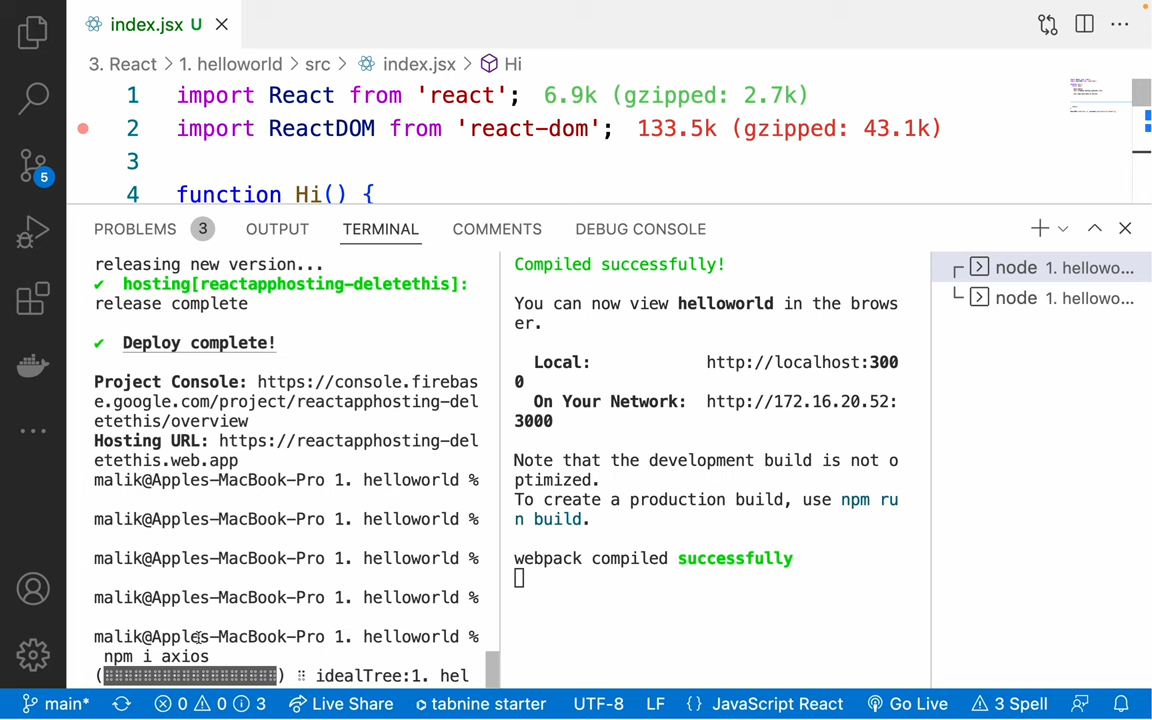 index.jsx U
3. React > 1. helloworld > src > index.jsx > Hi
1 import React from 'react'; 6.9k (gzipped: 2.7k)
2 import ReactDOM from 'react-dom'; 133.5k (gzipped: 43.1k)
3
4 function Hi() {
5
PROBLEMS 3 OUTPUT TERMINAL COMMENTS DEBUG CONSOLE
releasing new version...
✔ hosting[reactapphosting-deletethis]:
release complete
✔ Deploy complete!
Project Console: https://console.firebas
e.google.com/project/reactapphosting-del
etethis/overview
Hosting URL: https://reactapphosting-del
etethis.web.app
malik@Apples-MacBook-Pro 1. helloworld %
malik@Apples-MacBook-Pro 1. helloworld %
malik@Apples-MacBook-Pro 1. helloworld %
malik@Apples-MacBook-Pro 1. helloworld %
malik@Apples-MacBook-Pro 1. helloworld %
npm i axios
(⠿⠿⠿⠿⠿⠿⠿⠿⠿⠿⠿⠿⠿⠿⠿⠿⠿⠿) ⠿ idealTree:1. hel
Compiled successfully!
You can now view helloworld in the brows
er.
Local: http://localhost:300
0
On Your Network: http://172.16.20.52:
3000
Note that the development build is not o
ptimized.
To create a production build, use npm ru
n build.
webpack compiled successfully
node 1. hellowo...
node 1. hellowo...
main* 0 0 3 Live Share tabnine starter UTF-8 LF {} JavaScript React Go Live 3 Spell